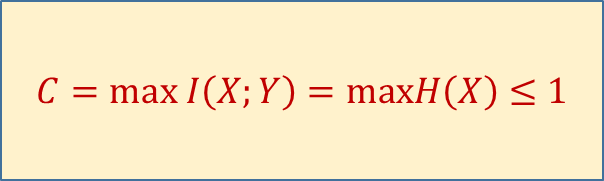 C = max I(X;Y) = maxH(X) ≤ 1